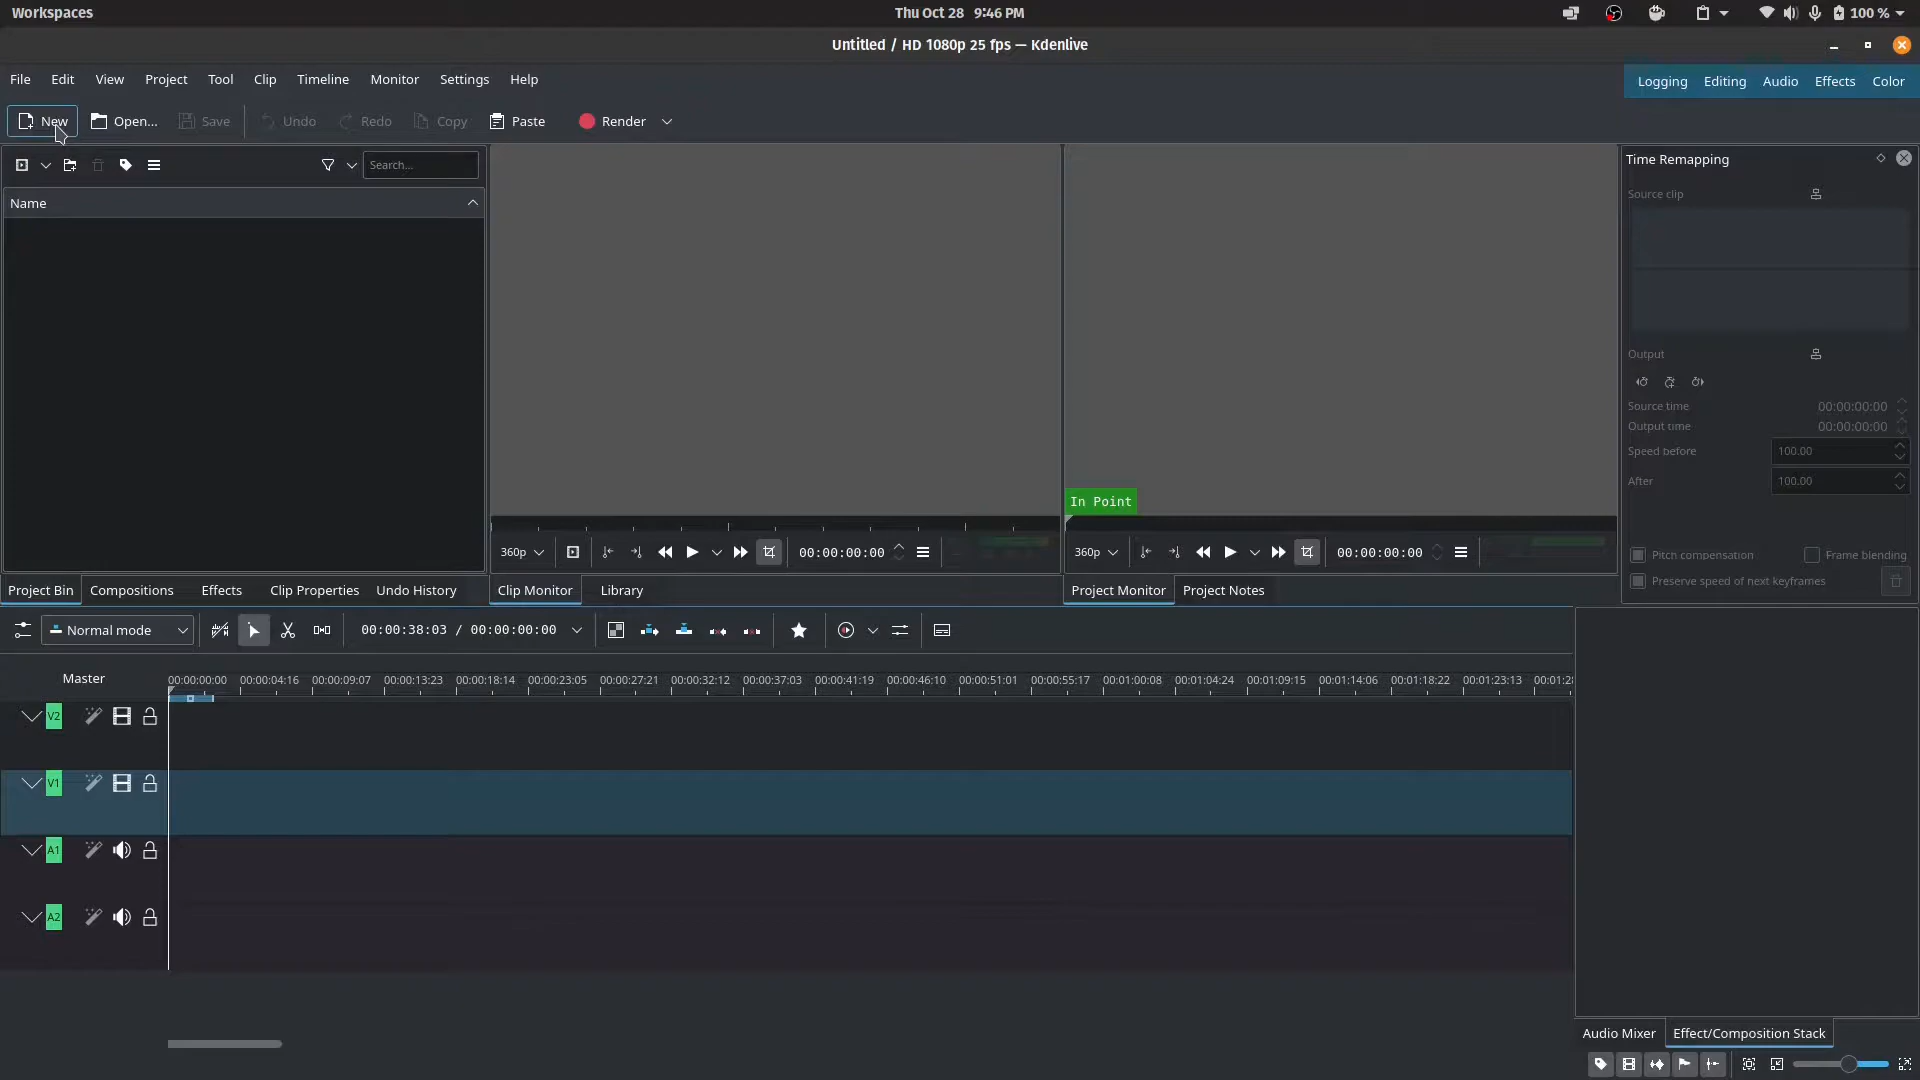 Workspaces
Thu Oct 28 9:46 PM
100 %
Untitled / HD 1080p 25 fps — Kdenlive
File Edit View Project Tool Clip Timeline Monitor Settings Help
Logging Editing Audio Effects Color
New Open... Save Undo Redo Copy Paste Render
Search...
Name
Time Remapping
Source clip
Output
Source time 00:00:00:00
Output time 00:00:00:00
Speed before 100.00
After 100.00
In Point
360p 00:00:00:00
360p 00:00:00:00
Pitch compensation Frame blending
Preserve speed of next keyframes
Project Bin Compositions Effects Clip Properties Undo History
Clip Monitor Library
Project Monitor Project Notes
Normal mode 00:00:38:03 / 00:00:00:00
Master
00:00:00:00 00:00:04:16 00:00:09:07 00:00:13:23 00:00:18:14 00:00:23:05 00:00:27:21 00:00:32:12 00:00:37:03 00:00:41:19 00:00:46:10 00:00:51:01 00:00:55:17 00:01:00:08 00:01:04:24 00:01:09:15 00:01:14:06 00:01:18:22 00:01:23:13 00:01:2
V2
V1
A1
A2
Audio Mixer Effect/Composition Stack